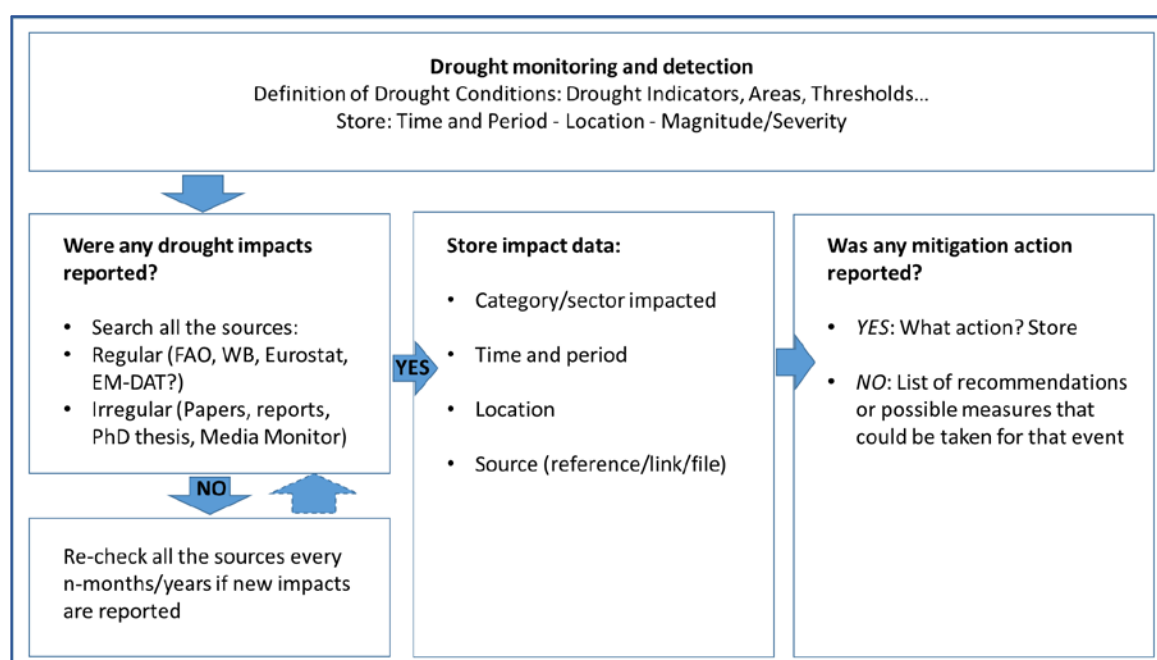 Drought monitoring and detection
Definition of Drought Conditions: Drought Indicators, Areas, Thresholds...
Store: Time and Period - Location - Magnitude/Severity
Were any drought impacts
reported?
• Search all the sources:
• Regular (FAO, WB, Eurostat,
EM-DAT?)
• Irregular (Papers, reports,
PhD thesis, Media Monitor)
YES
NO
Re-check all the sources every
n-months/years if new impacts
are reported
Store impact data:
• Category/sector impacted
• Time and period
• Location
• Source (reference/link/file)
Was any mitigation action
reported?
• YES: What action? Store
• NO: List of recommendations
or possible measures that
could be taken for that event